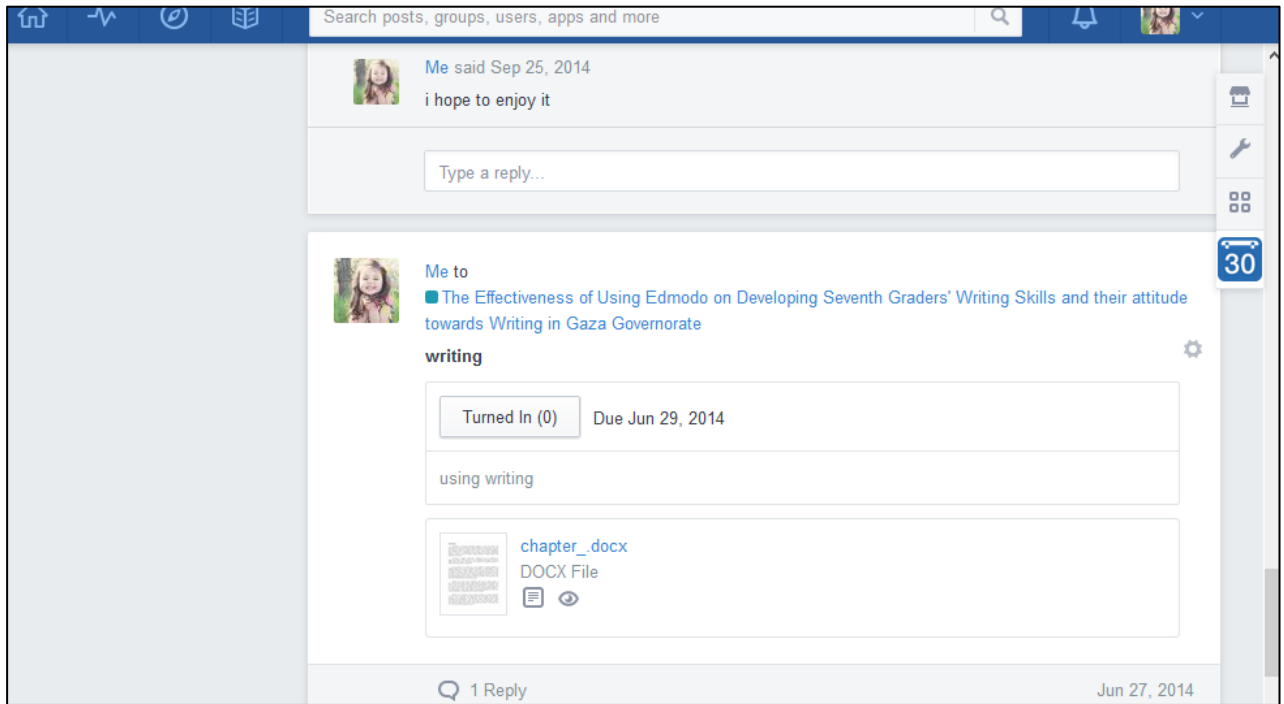 Search posts, groups, users, apps and more
Me said Sep 25, 2014
i hope to enjoy it
Type a reply...
30
Me to
The Effectiveness of Using Edmodo on Developing Seventh Graders' Writing Skills and their attitude
towards Writing in Gaza Governorate
writing
Turned In (0) Due Jun 29, 2014
using writing
chapter_.docx
DOCX File
1 Reply Jun 27, 2014